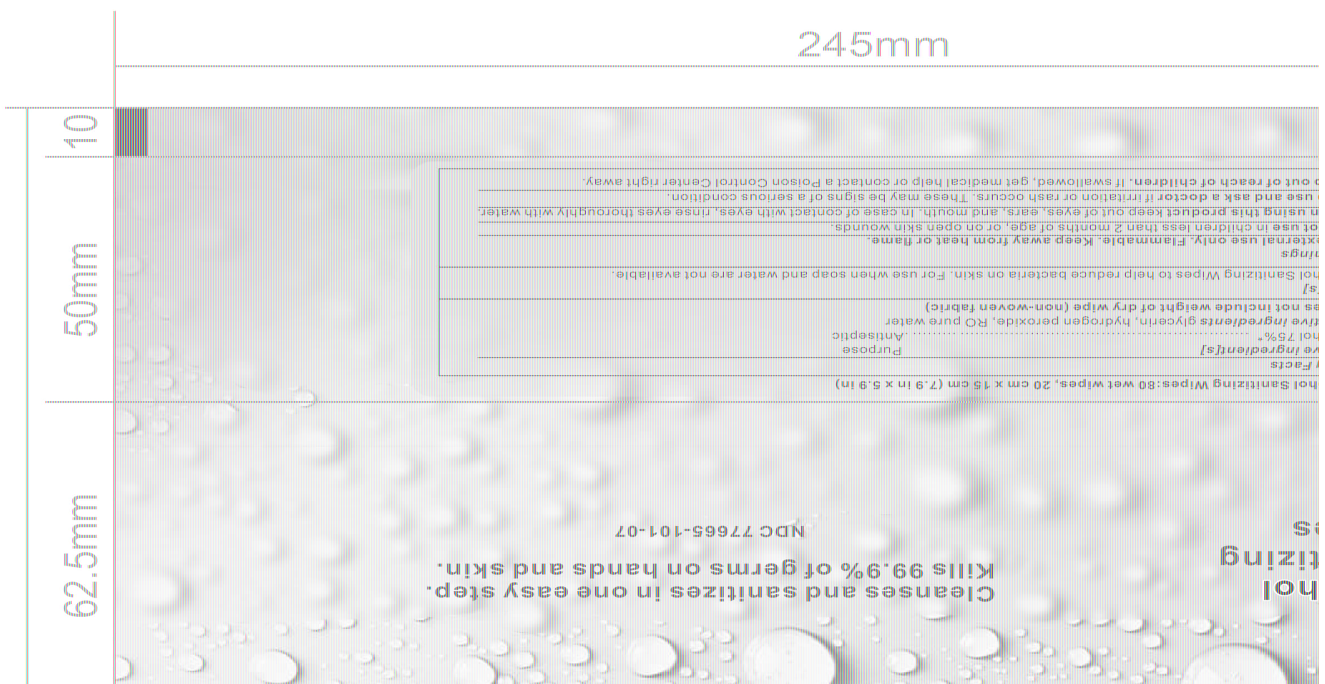 245mm
10
50mm
62.5mm
hol
tizing
es
Cleanses and sanitizes in one easy step.
Kills 99.9% of germs on hands and skin.
NDC 77665-101-07
hol Sanitizing Wipes:80 wet wipes, 20 cm x 15 cm (7.9 in x 5.9 in)
Facts
ve ingredient[s] Purpose
hol 75%* ........ Antiseptic
tive ingredients glycerin, hydrogen peroxide, RO pure water
es not include weight of dry wipe (non-woven fabric)
[s]
hol Sanitizing Wipes to help reduce bacteria on skin. For use when soap and water are not available.
nings
external use only. Flammable. Keep away from heat or flame.
ot use in children less than 2 months of age, or on open skin wounds.
n using this product keep out of eyes, ears, and mouth. In case of contact with eyes, rinse eyes thoroughly with water.
use and ask a doctor if irritation or rash occurs. These may be signs of a serious condition.
out of reach of children. If swallowed, get medical help or contact a Poison Control Center right away.